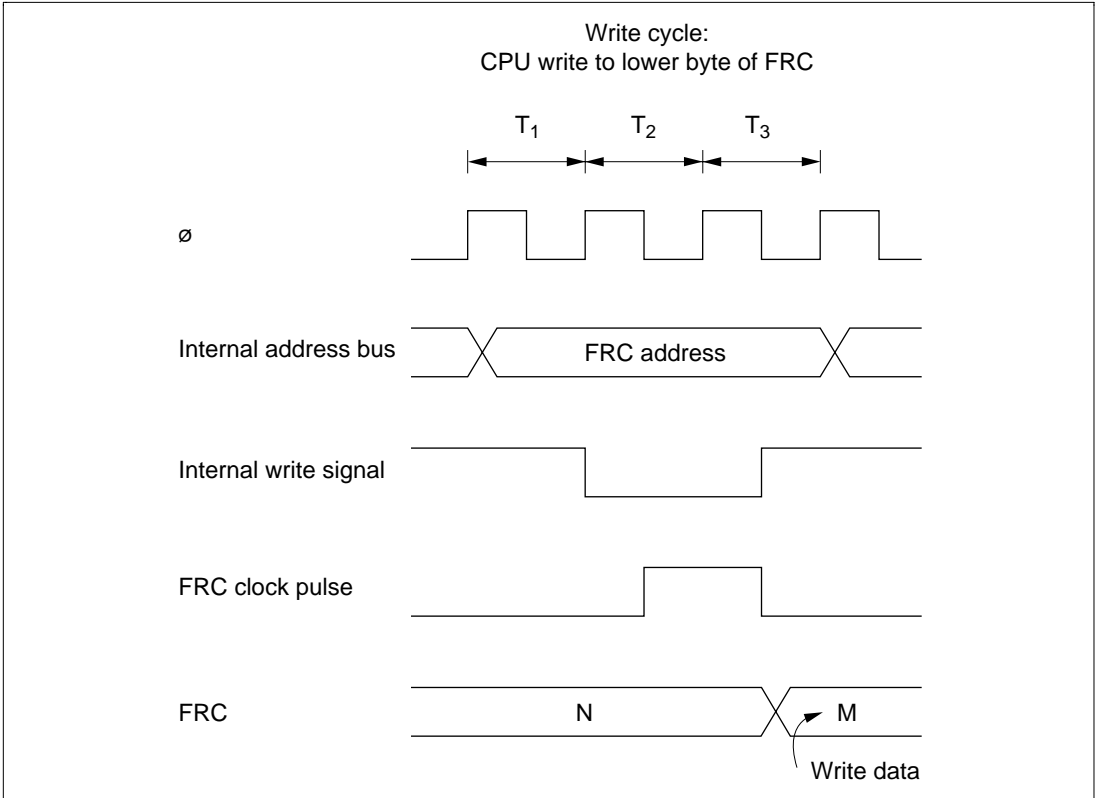 Write cycle:
CPU write to lower byte of FRC
T₁ T₂ T₃
ø
Internal address bus
FRC address
Internal write signal
FRC clock pulse
FRC
N
M
Write data